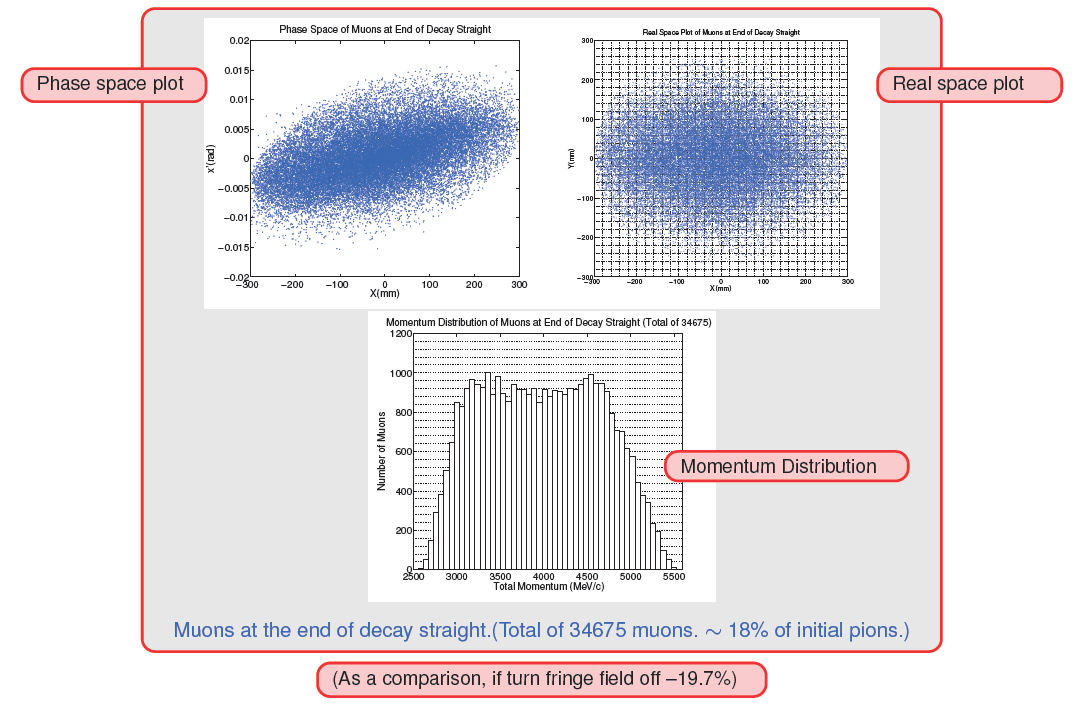 Phase space plot
Real space plot
Phase Space of Muons at End of Decay Straight
0.02
0.015
0.01
0.005
0
−0.005
−0.01
−0.015
−0.02
x'(rad)
−300 −200 −100 0 100 200 300
X(mm)
Real Space Plot of Muons at End of Decay Straight
300
200
100
0
−100
−200
−300
Y(mm)
−300 −200 −100 0 100 200 300
X(mm)
Momentum Distribution of Muons at End of Decay Straight (Total of 34675)
1200
1000
800
600
400
200
0
Number of Muons
2500 3000 3500 4000 4500 5000 5500
Total Momentum (MeV/c)
Momentum Distribution
Muons at the end of decay straight.(Total of 34675 muons. ∼ 18% of initial pions.)
(As a comparison, if turn fringe field off –19.7%)